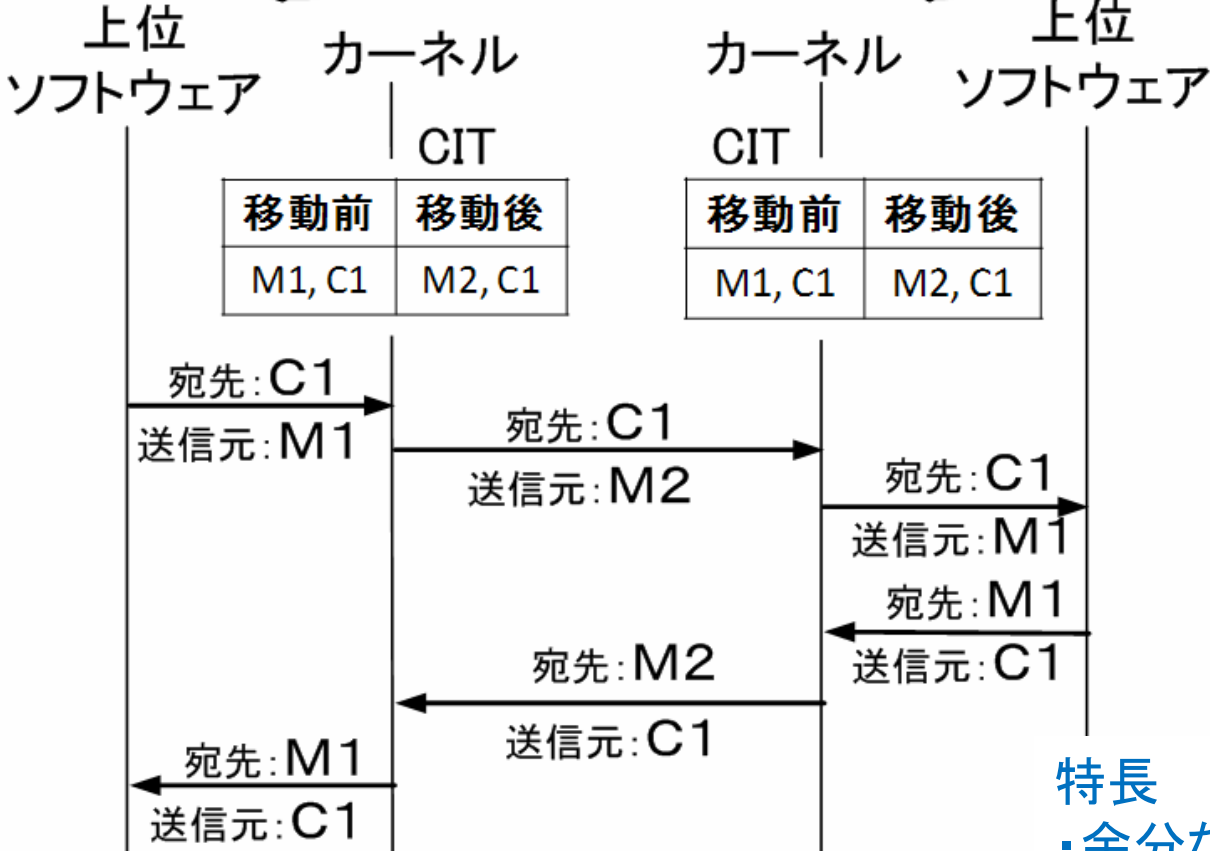 上位
ソフトウェア
カーネル
カーネル
上位
ソフトウェア
CIT
CIT
移動前 移動後
M1, C1 M2, C1
移動前 移動後
M1, C1 M2, C1
宛先:C1
送信元:M1
宛先:C1
送信元:M2
宛先:C1
送信元:M1
宛先:M1
送信元:C1
宛先:M2
送信元:C1
宛先:M1
送信元:C1
特長